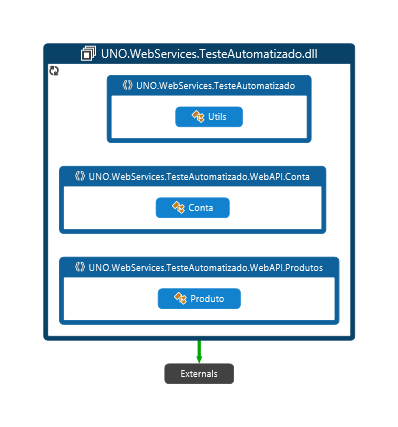 UNO.WebServices.TesteAutomatizado.dll
UNO.WebServices.TesteAutomatizado
Utils
UNO.WebServices.TesteAutomatizado.WebAPI.Conta
Conta
UNO.WebServices.TesteAutomatizado.WebAPI.Produtos
Produto
Externals